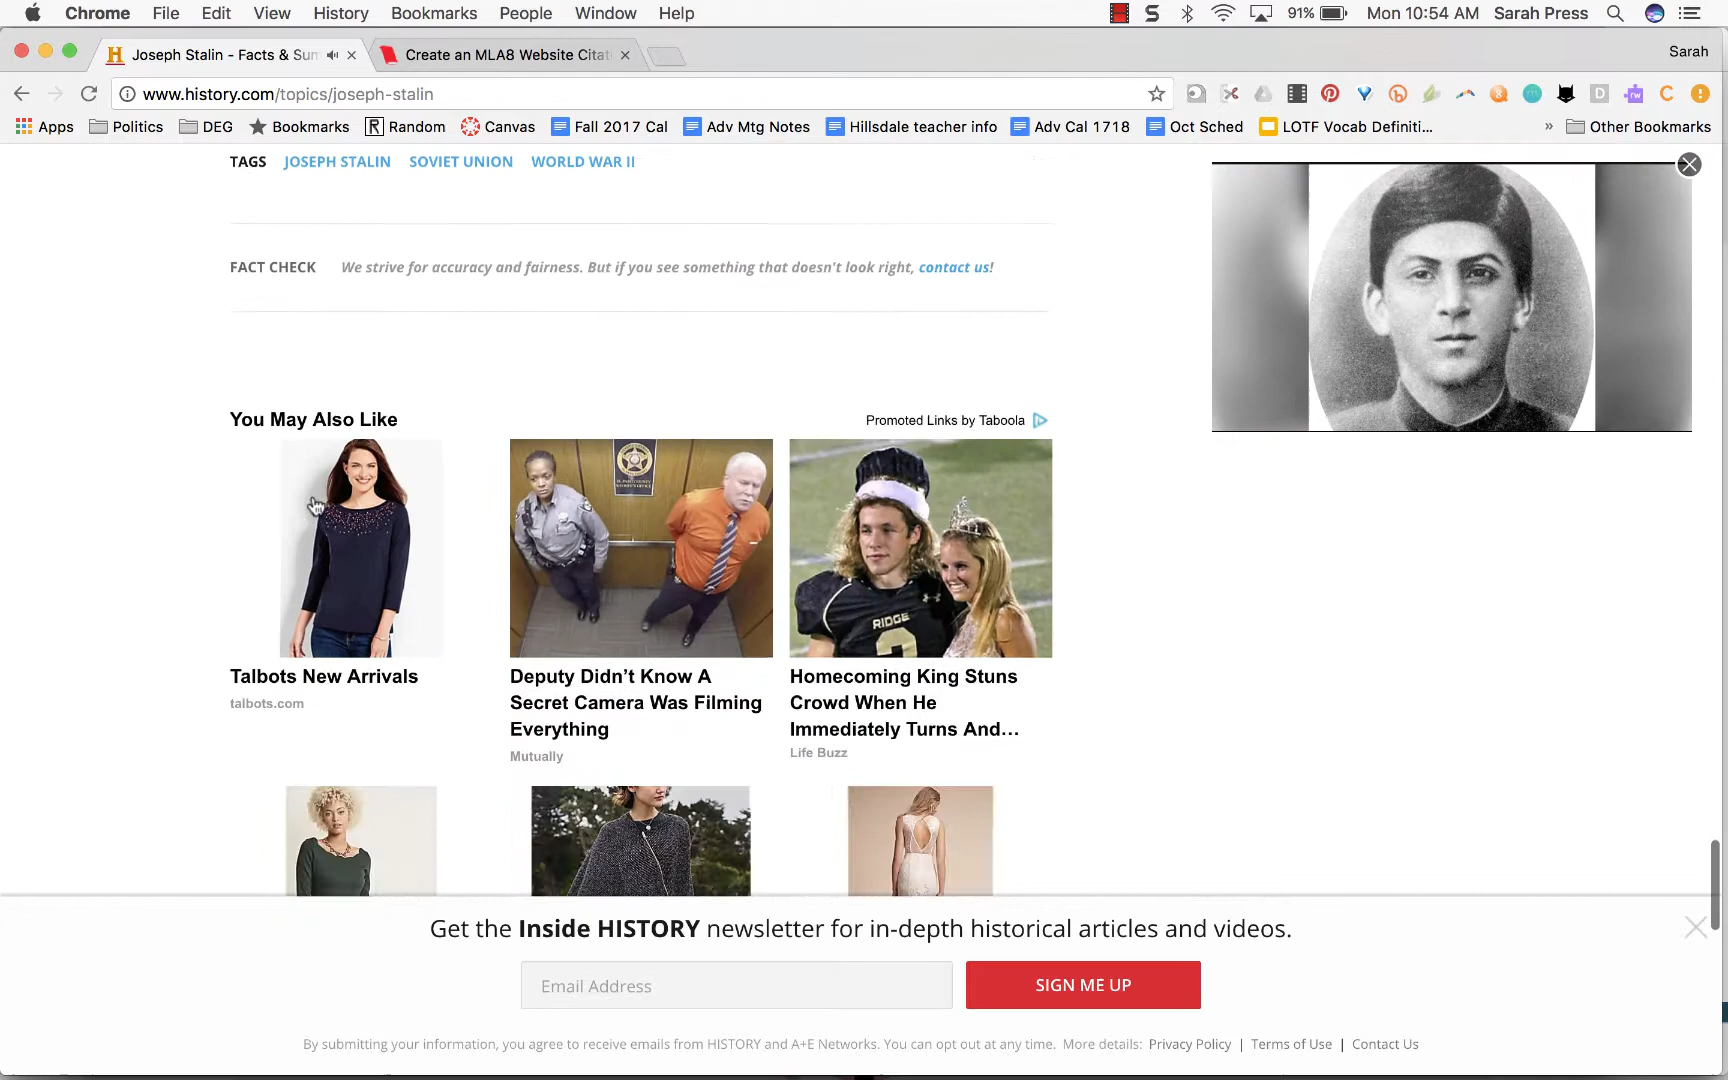 Chrome File Edit View History Bookmarks People Window Help 91% Mon 10:54 AM Sarah Press
Joseph Stalin - Facts & Sum Create an MLA8 Website Citat Sarah
www.history.com/topics/joseph-stalin
Apps Politics DEG Bookmarks Random Canvas Fall 2017 Cal Adv Mtg Notes Hillsdale teacher info Adv Cal 1718 Oct Sched LOTF Vocab Definiti... » Other Bookmarks
TAGS JOSEPH STALIN SOVIET UNION WORLD WAR II
FACT CHECK We strive for accuracy and fairness. But if you see something that doesn't look right, contact us!
You May Also Like Promoted Links by Taboola
RIDGE
Talbots New Arrivals
talbots.com
Deputy Didn’t Know A
Secret Camera Was Filming
Everything
Mutually
Homecoming King Stuns
Crowd When He
Immediately Turns And…
Life Buzz
Get the Inside HISTORY newsletter for in-depth historical articles and videos.
Email Address SIGN ME UP
By submitting your information, you agree to receive emails from HISTORY and A+E Networks. You can opt out at any time. More details: Privacy Policy | Terms of Use | Contact Us